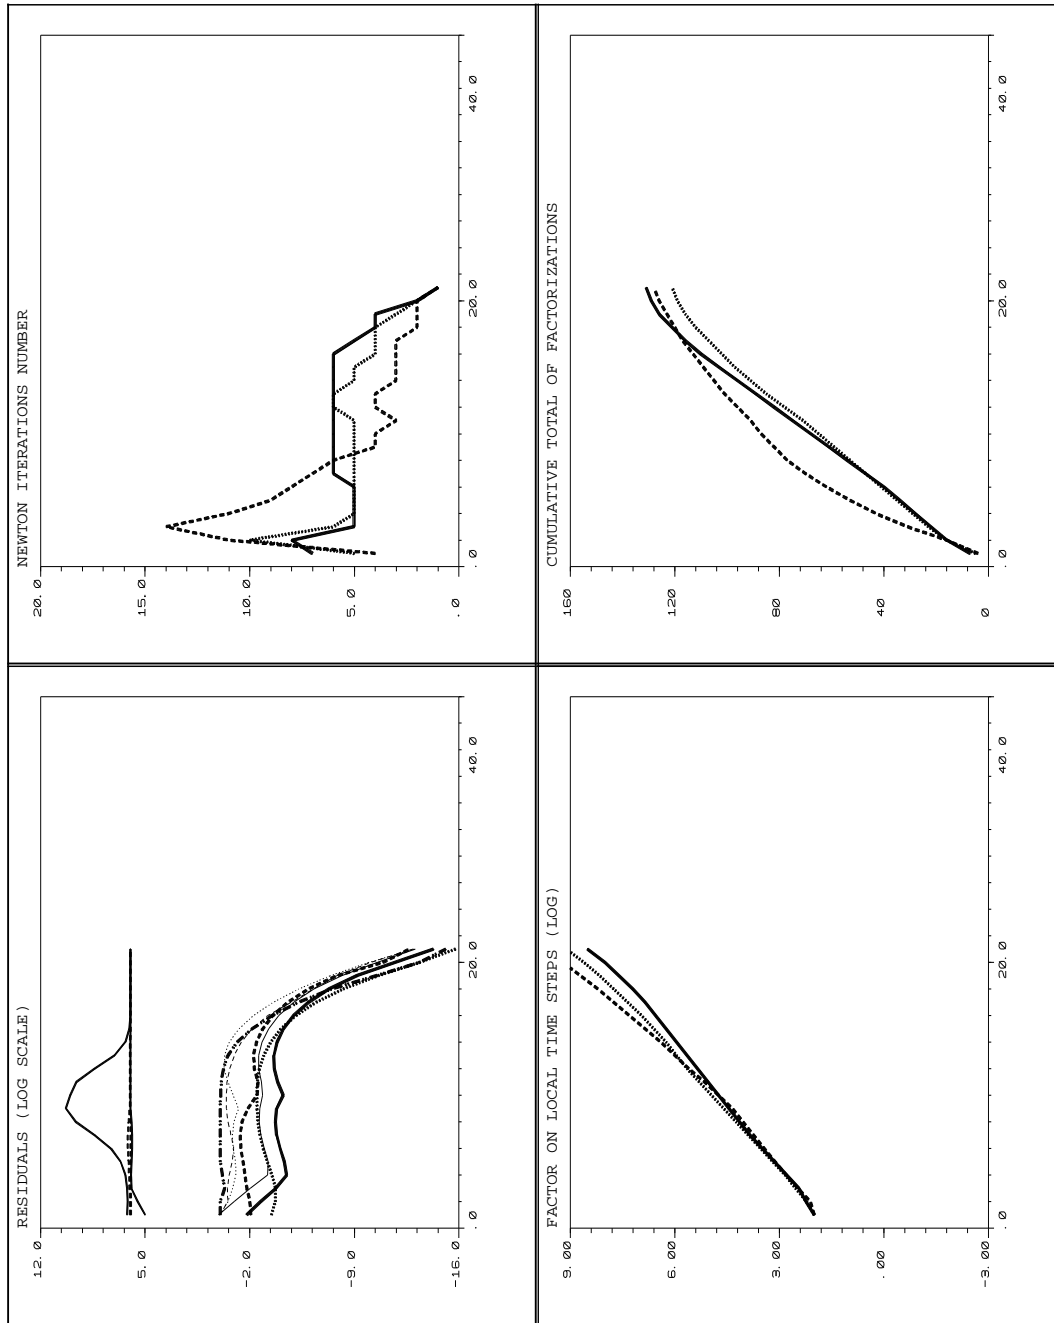 RESIDUALS (LOG SCALE)
12.0
5.0
-2.0
-9.0
-16.0
.0 20.0 40.0
NEWTON ITERATIONS NUMBER
20.0
15.0
10.0
5.0
.0
.0 20.0 40.0
FACTOR ON LOCAL TIME STEPS (LOG)
9.00
6.00
3.00
.00
-3.00
.0 20.0 40.0
CUMULATIVE TOTAL OF FACTORIZATIONS
160
120
80
40
0
.0 20.0 40.0